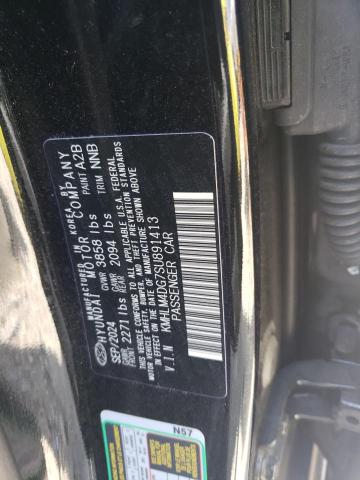 MANUFACTURED IN KOREA BY
HYUNDAI MOTOR COMPANY
SEP/2024 GVWR 3858 lbs PAINT A2B
GAWR FRONT 2271 lbs GAWR REAR 2094 lbs TRIM NNB
THIS VEHICLE CONFORMS TO ALL APPLICABLE U.S.A. FEDERAL
MOTOR VEHICLE SAFETY, BUMPER, AND THEFT PREVENTION STANDARDS
IN EFFECT ON THE DATE OF MANUFACTURE SHOWN ABOVE
V.I.N KMHLM4DG7SU891413
PASSENGER CAR
N57